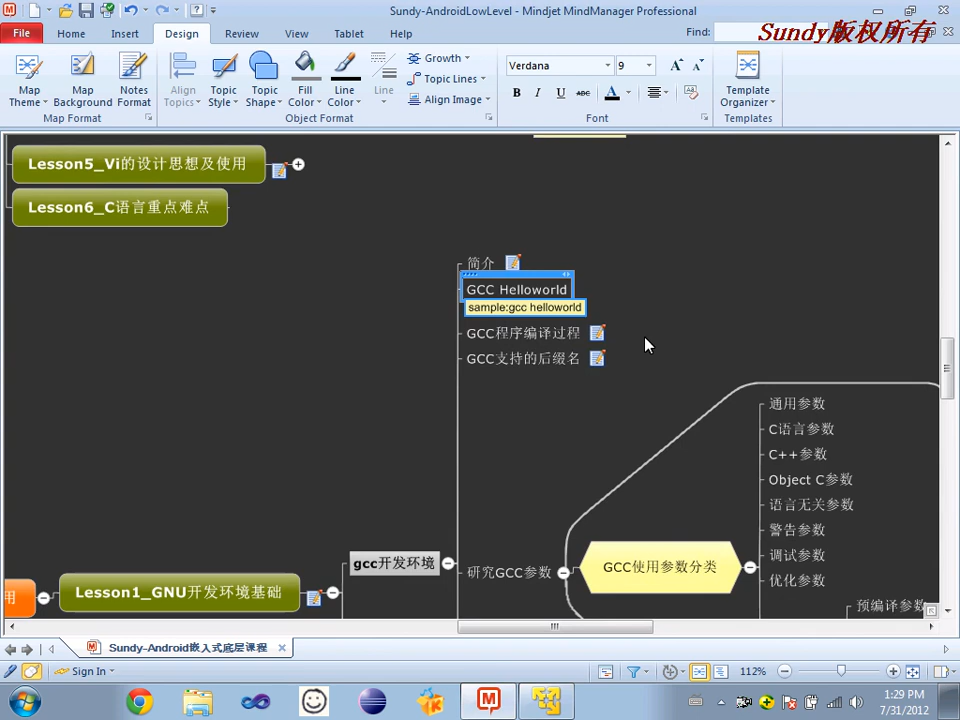 Sundy-AndroidLowLevel - Mindjet MindManager Professional
File
Home
Insert
Design
Review
View
Tablet
Help
Find:
Sundy版权所有
Map Theme
Map Background
Notes Format
Align Topics
Topic Style
Topic Shape
Fill Color
Line Color
Line
Growth
Topic Lines
Align Image
Verdana
9
B I U ABC A
Template Organizer
Map Format
Object Format
Font
Templates
Lesson5_Vi的设计思想及使用
Lesson6_C语言重点难点
简介
GCC Helloworld
sample:gcc helloworld
GCC程序编译过程
GCC支持的后缀名
通用参数
C语言参数
C++参数
Object C参数
语言无关参数
警告参数
调试参数
优化参数
预编译参数
GCC使用参数分类
研究GCC参数
gcc开发环境
Lesson1_GNU开发环境基础
用
Sundy-Android嵌入式底层课程
Sign In
112%
1:29 PM
7/31/2012